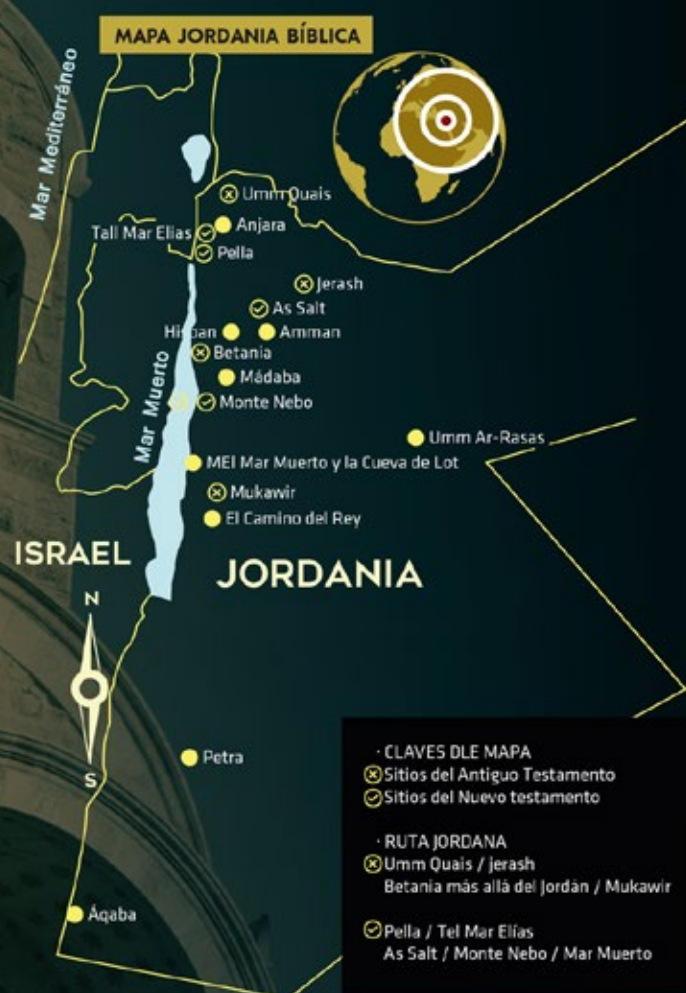 MAPA JORDANIA BÍBLICA
Mar Mediterráneo
Umm Quais
Anjara
Tall Mar Elias
Pella
Jerash
As Salt
Amman
Betania
Mádaba
Mar Muerto
Monte Nebo
Umm Ar-Rasas
MEl Mar Muerto y la Cueva de Lot
Mukawir
El Camino del Rey
ISRAEL
JORDANIA
N
S
Petra
Áqaba
· CLAVES DLE MAPA
Sitios del Antiguo Testamento
Sitios del Nuevo testamento
· RUTA JORDANA
Umm Quais / jerash
Betania más allá del Jordán / Mukawir
Pella / Tel Mar Elías
As Salt / Monte Nebo / Mar Muerto